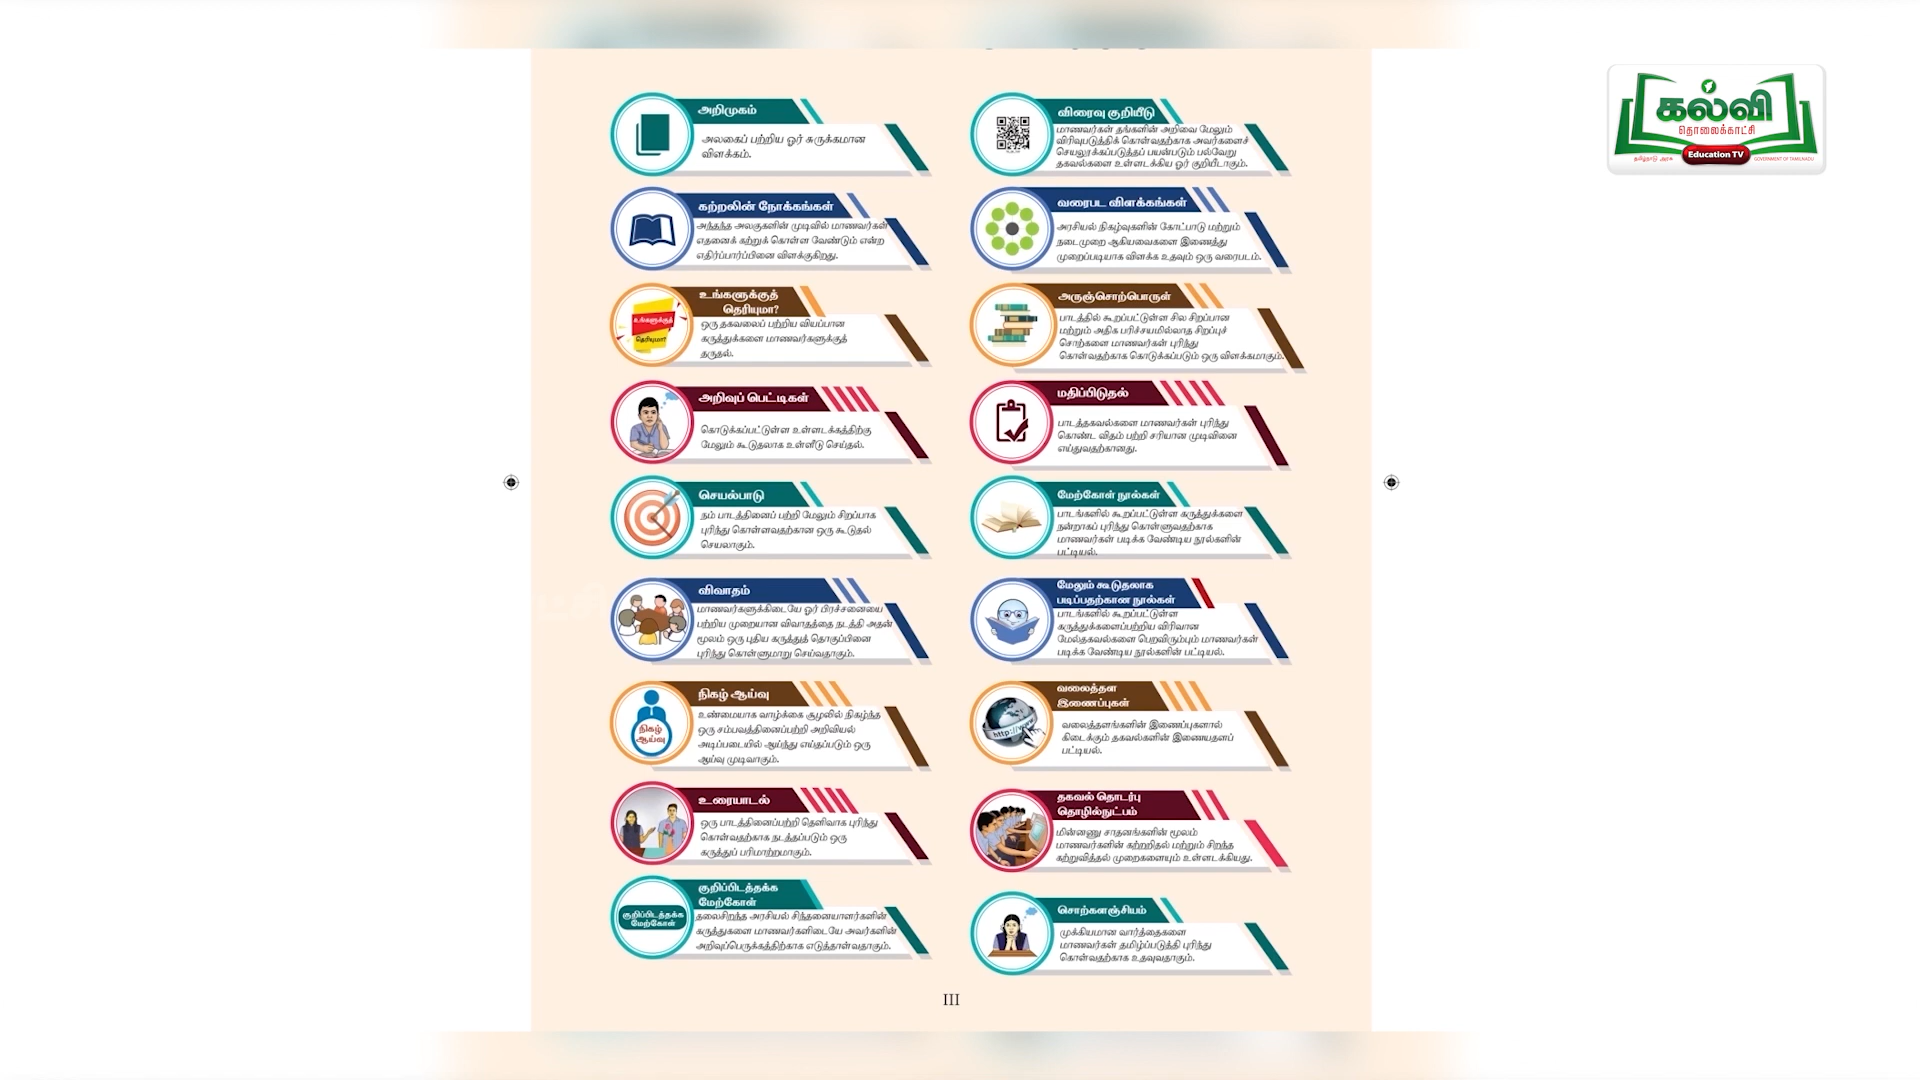 அறிமுகம்
அலகைப் பற்றிய ஓர் சுருக்கமான
விளக்கம்.
கற்றலின் நோக்கங்கள்
அந்தந்த அலகுகளின் முடிவில் மாணவர்கள்
எதனைக் கற்றுக் கொள்ள வேண்டும் என்ற
எதிர்ப்பார்ப்பினை விளக்குகிறது.
உங்களுக்குத்
தெரியுமா?
உங்களுக்குத்
தெரியுமா?
ஒரு தகவலைப் பற்றிய வியப்பான
கருத்துக்களை மாணவர்களுக்குத்
தருதல்.
அறிவுப் பெட்டிகள்
கொடுக்கப்பட்டுள்ள உள்ளடக்கத்திற்கு
மேலும் கூடுதலாக உள்ளீடு செய்தல்.
செயல்பாடு
நம் பாடத்தினைப் பற்றி மேலும் சிறப்பாக
புரிந்து கொள்ளவதற்கான ஒரு கூடுதல்
செயலாகும்.
விவாதம்
மாணவர்களுக்கிடையே ஓர் பிரச்சனையை
பற்றிய முறையான விவாதத்தை நடத்தி அதன்
மூலம் ஒரு புதிய கருத்துத் தொகுப்பினை
புரிந்து கொள்ளுமாறு செய்வதாகும்.
நிகழ் ஆய்வு
நிகழ்
ஆய்வு
உண்மையாக வாழ்க்கை சூழலில் நிகழ்ந்த
ஒரு சம்பவத்தினைப்பற்றி அறிவியல்
அடிப்படையில் ஆய்ந்து எய்தப்படும் ஒரு
ஆய்வு முடிவாகும்.
உரையாடல்
ஒரு பாடத்தினைப்பற்றி தெளிவாக புரிந்து
கொள்வதற்காக நடத்தப்படும் ஒரு
கருத்துப் பரிமாற்றமாகும்.
குறிப்பிடத்தக்க
மேற்கோள்
குறிப்பிடத்தக்க
மேற்கோள்
தலைசிறந்த அரசியல் சிந்தனையாளர்களின்
கருத்துகளை மாணவர்களிடையே அவர்களின்
அறிவுப்பெருக்கத்திற்காக எடுத்தாள்வதாகும்.
விரைவு குறியீடு
மாணவர்கள் தங்களின் அறிவை மேலும்
விரிவுபடுத்திக் கொள்வதற்காக அவர்களைச்
செயலூக்கப்படுத்தப் பயன்படும் பல்வேறு
தகவல்களை உள்ளடக்கிய ஓர் குறியீடாகும்.
வரைபட விளக்கங்கள்
அரசியல் நிகழ்வுகளின் கோட்பாடு மற்றும்
நடைமுறை ஆகியவைகளை இணைத்து
முறைப்படியாக விளக்க உதவும் ஒரு வரைபடம்.
அருஞ்சொற்பொருள்
பாடத்தில் கூறப்பட்டுள்ள சில சிறப்பான
மற்றும் அதிக பரிச்சயமில்லாத சிறப்புச்
சொற்களை மாணவர்கள் புரிந்து
கொள்வதற்காக கொடுக்கப்படும் ஒரு விளக்கமாகும்.
மதிப்பிடுதல்
பாடத்தகவல்களை மாணவர்கள் புரிந்து
கொண்ட விதம் பற்றி சரியான முடிவினை
எய்துவதற்கானது.
மேற்கோள் நூல்கள்
பாடங்களில் கூறப்பட்டுள்ள கருத்துக்களை
நன்றாகப் புரிந்து கொள்ளுவதற்காக
மாணவர்கள் படிக்க வேண்டிய நூல்களின்
பட்டியல்.
மேலும் கூடுதலாக
படிப்பதற்கான நூல்கள்
பாடங்களில் கூறப்பட்டுள்ள
கருத்துக்களைப்பற்றிய விரிவான
மேல்தகவல்களை பெறவிரும்பும் மாணவர்கள்
படிக்க வேண்டிய நூல்களின் பட்டியல்.
வலைத்தள
இணைப்புகள்
http://www
வலைத்தளங்களின் இணைப்புகளால்
கிடைக்கும் தகவல்களின் இணையதளப்
பட்டியல்.
தகவல் தொடர்பு
தொழில்நுட்பம்
மின்னணு சாதனங்களின் மூலம்
மாணவர்களின் கற்றறிதல் மற்றும் சிறந்த
கற்றுவித்தல் முறைகளையும் உள்ளடக்கியது.
சொற்களஞ்சியம்
முக்கியமான வார்த்தைகளை
மாணவர்கள் தமிழ்ப்படுத்தி புரிந்து
கொள்வதற்காக உதவுவதாகும்.
III
கல்வி
தொலைக்காட்சி
தமிழ்நாடு அரசு
Education TV
GOVERNMENT OF TAMILNADU